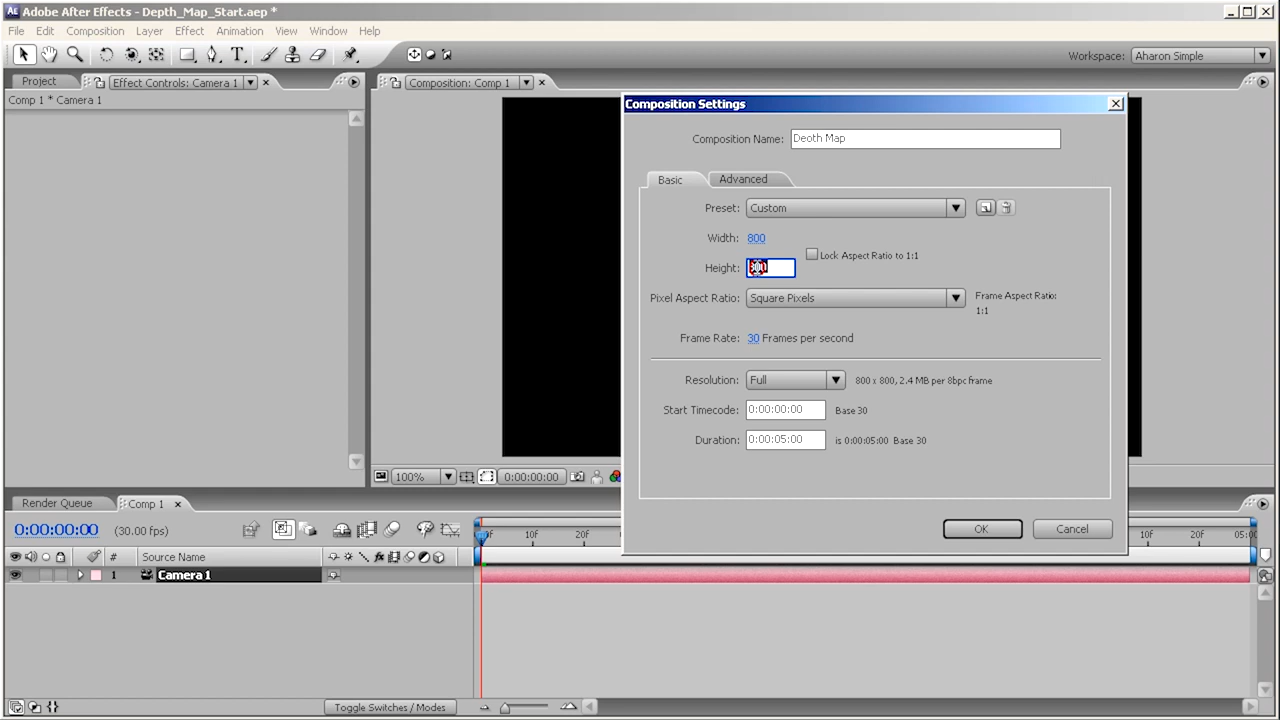 Adobe After Effects - Depth_Map_Start.aep *
File Edit Composition Layer Effect Animation View Window Help
Workspace: Aharon Simple
Project Effect Controls: Camera 1 Composition: Comp 1
Comp 1 * Camera 1
Composition Settings
Composition Name: Deoth Map
Basic Advanced
Preset: Custom
Width: 800
Lock Aspect Ratio to 1:1
Height:
Pixel Aspect Ratio: Square Pixels
Frame Aspect Ratio:
1:1
Frame Rate: 30 Frames per second
Resolution: Full 800 x 800, 2.4 MB per 8bpc frame
Start Timecode: 0:00:00:00 Base 30
Duration: 0:00:05:00 is 0:00:05:00 Base 30
OK Cancel
100% 0:00:00:00
Render Queue Comp 1
0:00:00:00 (30.00 fps)
10F 20F 10F 20F 05:00
# Source Name
1 Camera 1
Toggle Switches / Modes